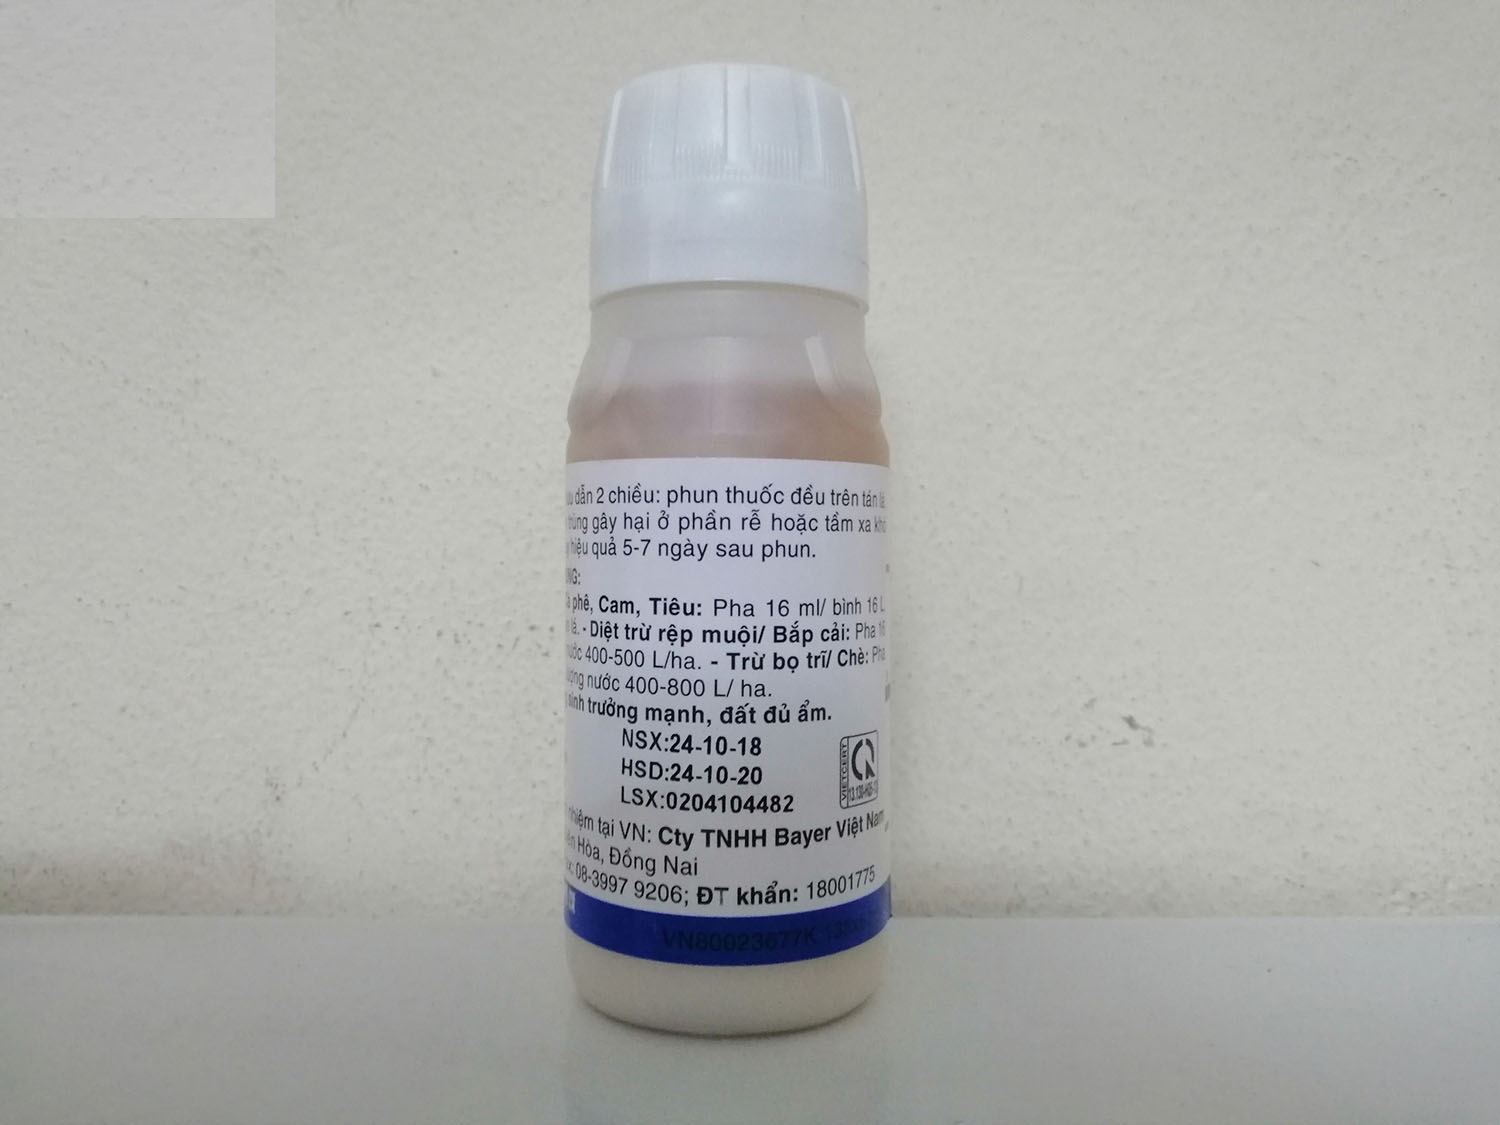 dẫn 2 chiều: phun thuốc đều trên tán lá
gây hại ở phần rễ hoặc tầm xa
hiệu quả 5-7 ngày sau phun.
phê, Cam, Tiêu: Pha 16 ml/ bình 16 L
lá. - Diệt trừ rệp muội/ Bắp cải: Pha 16
400-500 L/ha. - Trừ bọ trĩ/ Chè: Pha
nước 400-800 L/ ha.
sinh trưởng mạnh, đất đủ ẩm.
NSX:24-10-18
HSD:24-10-20
LSX:0204104482
VIETCERT
nhiệm tại VN: Cty TNHH Bayer Việt Nam
Hòa, Đồng Nai
08-3997 9206; ĐT khẩn: 18001775
VN80023677K